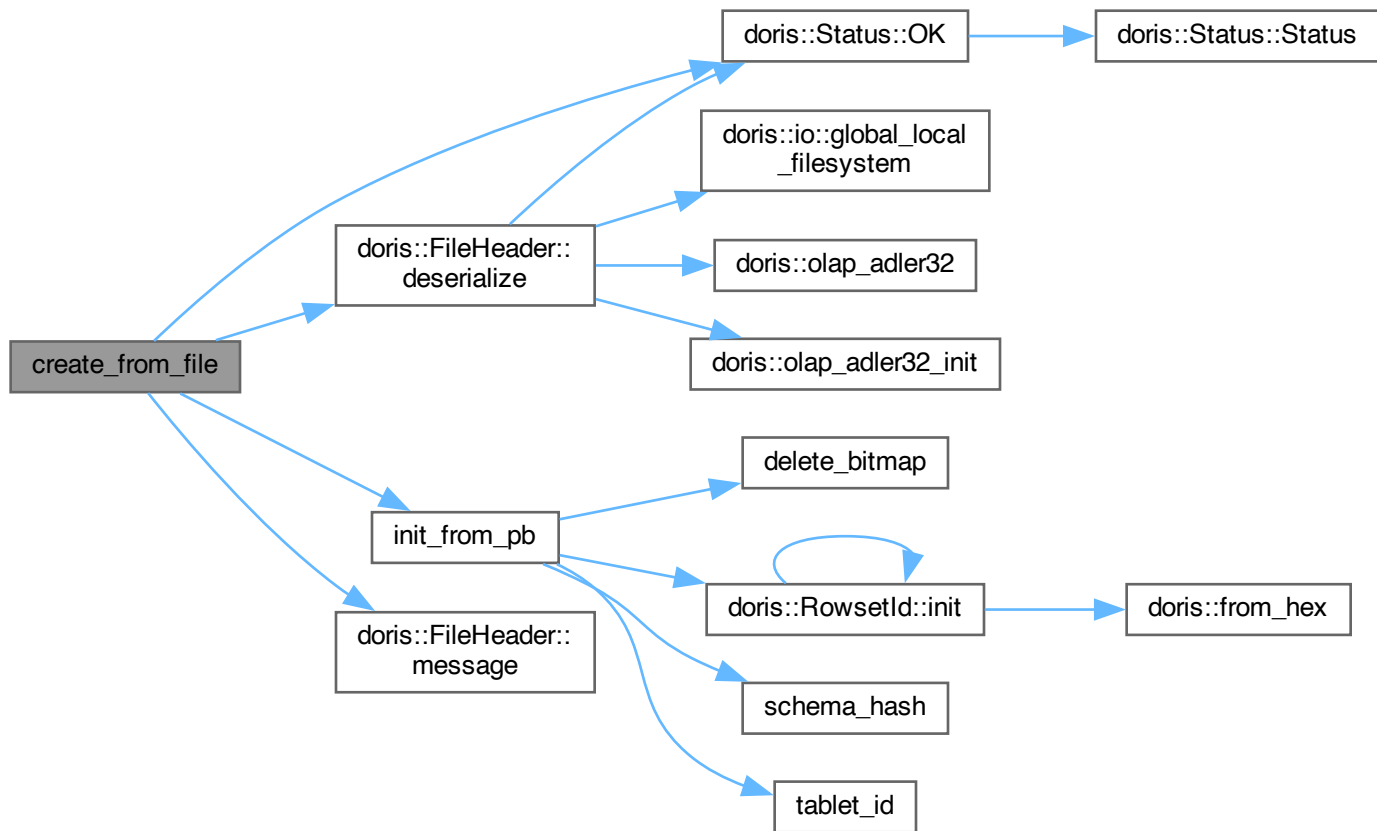 doris::Status::OK
doris::Status::Status
doris::io::global_local
_filesystem
doris::FileHeader::
deserialize
doris::olap_adler32
create_from_file
doris::olap_adler32_init
delete_bitmap
init_from_pb
doris::RowsetId::init
doris::from_hex
doris::FileHeader::
message
schema_hash
tablet_id